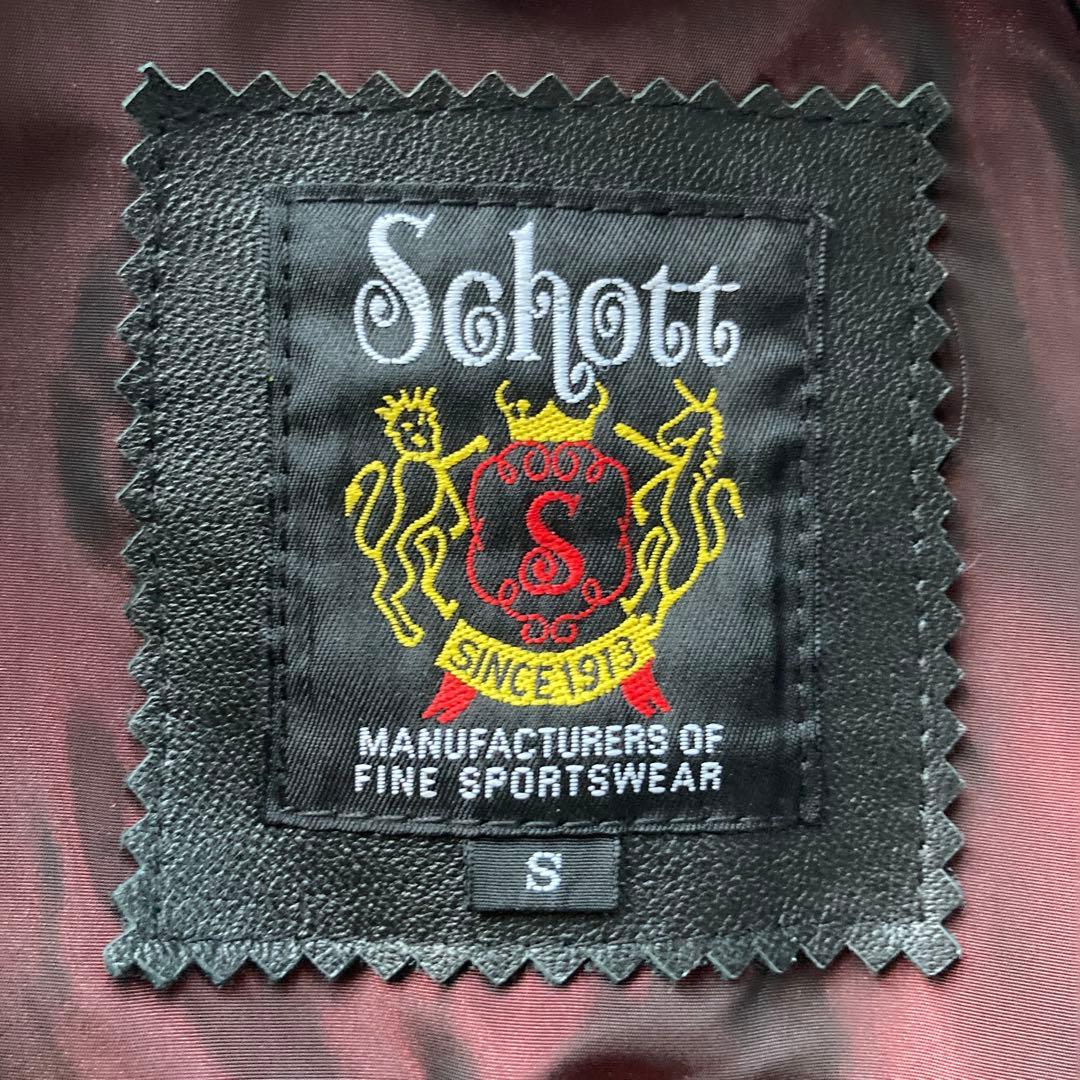 Schott
S
SINCE 1913
MANUFACTURERS OF
FINE SPORTSWEAR
S